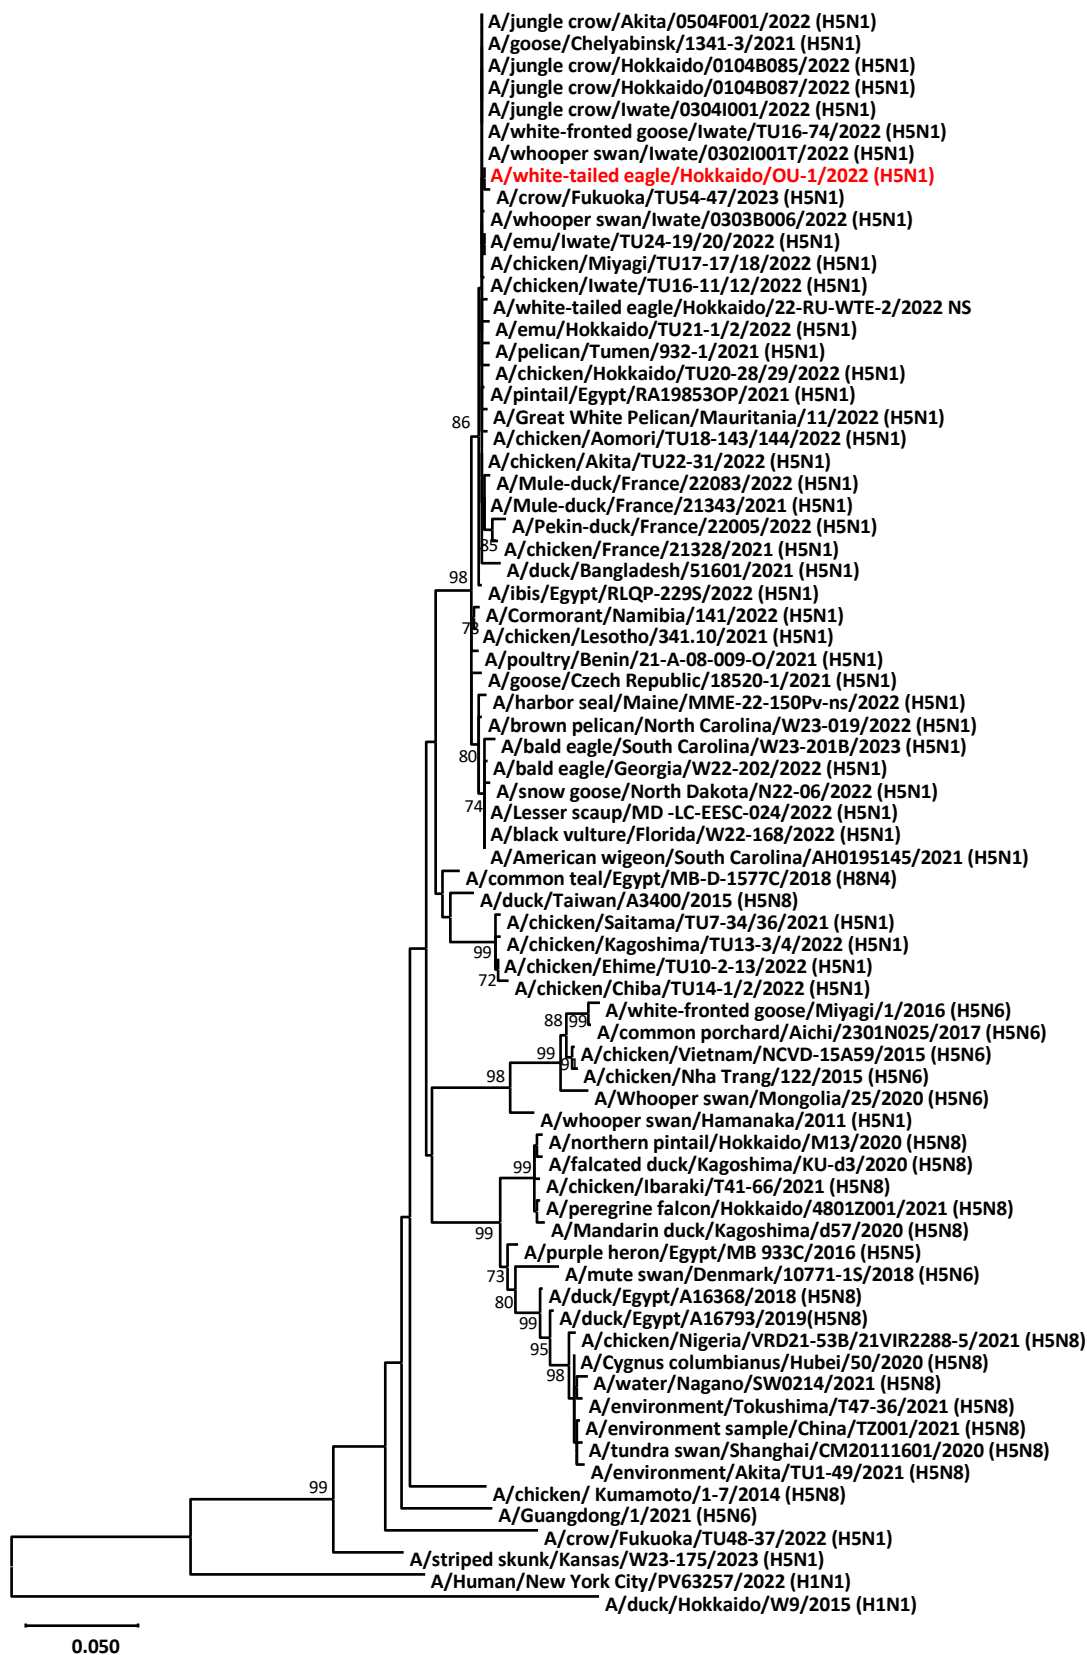 A/jungle crow/Akita/0504F001/2022 (H5N1)
A/goose/Chelyabinsk/1341-3/2021 (H5N1)
A/jungle crow/Hokkaido/0104B085/2022 (H5N1)
A/jungle crow/Hokkaido/0104B087/2022 (H5N1)
A/jungle crow/Iwate/0304I001/2022 (H5N1)
A/white-fronted goose/Iwate/TU16-74/2022 (H5N1)
A/whooper swan/Iwate/0302I001T/2022 (H5N1)
A/white-tailed eagle/Hokkaido/OU-1/2022 (H5N1)
A/crow/Fukuoka/TU54-47/2023 (H5N1)
A/whooper swan/Iwate/0303B006/2022 (H5N1)
A/emu/Iwate/TU24-19/20/2022 (H5N1)
A/chicken/Miyagi/TU17-17/18/2022 (H5N1)
A/chicken/Iwate/TU16-11/12/2022 (H5N1)
A/white-tailed eagle/Hokkaido/22-RU-WTE-2/2022 NS
A/emu/Hokkaido/TU21-1/2/2022 (H5N1)
A/pelican/Tumen/932-1/2021 (H5N1)
A/chicken/Hokkaido/TU20-28/29/2022 (H5N1)
A/pintail/Egypt/RA19853OP/2021 (H5N1)
A/Great White Pelican/Mauritania/11/2022 (H5N1)
86
A/chicken/Aomori/TU18-143/144/2022 (H5N1)
A/chicken/Akita/TU22-31/2022 (H5N1)
A/Mule-duck/France/22083/2022 (H5N1)
A/Mule-duck/France/21343/2021 (H5N1)
A/Pekin-duck/France/22005/2022 (H5N1)
85
A/chicken/France/21328/2021 (H5N1)
A/duck/Bangladesh/51601/2021 (H5N1)
98
A/ibis/Egypt/RLQP-229S/2022 (H5N1)
A/Cormorant/Namibia/141/2022 (H5N1)
73
A/chicken/Lesotho/341.10/2021 (H5N1)
A/poultry/Benin/21-A-08-009-O/2021 (H5N1)
A/goose/Czech Republic/18520-1/2021 (H5N1)
A/harbor seal/Maine/MME-22-150Pv-ns/2022 (H5N1)
A/brown pelican/North Carolina/W23-019/2022 (H5N1)
A/bald eagle/South Carolina/W23-201B/2023 (H5N1)
80
A/bald eagle/Georgia/W22-202/2022 (H5N1)
A/snow goose/North Dakota/N22-06/2022 (H5N1)
74
A/Lesser scaup/MD -LC-EESC-024/2022 (H5N1)
A/black vulture/Florida/W22-168/2022 (H5N1)
A/American wigeon/South Carolina/AH0195145/2021 (H5N1)
A/common teal/Egypt/MB-D-1577C/2018 (H8N4)
A/duck/Taiwan/A3400/2015 (H5N8)
A/chicken/Saitama/TU7-34/36/2021 (H5N1)
A/chicken/Kagoshima/TU13-3/4/2022 (H5N1)
99
A/chicken/Ehime/TU10-2-13/2022 (H5N1)
72
A/chicken/Chiba/TU14-1/2/2022 (H5N1)
A/white-fronted goose/Miyagi/1/2016 (H5N6)
88 99
A/common porchard/Aichi/2301N025/2017 (H5N6)
99
A/chicken/Vietnam/NCVD-15A59/2015 (H5N6)
91
98
A/chicken/Nha Trang/122/2015 (H5N6)
A/Whooper swan/Mongolia/25/2020 (H5N6)
A/whooper swan/Hamanaka/2011 (H5N1)
A/northern pintail/Hokkaido/M13/2020 (H5N8)
99
A/falcated duck/Kagoshima/KU-d3/2020 (H5N8)
A/chicken/Ibaraki/T41-66/2021 (H5N8)
A/peregrine falcon/Hokkaido/4801Z001/2021 (H5N8)
A/Mandarin duck/Kagoshima/d57/2020 (H5N8)
99
A/purple heron/Egypt/MB 933C/2016 (H5N5)
73
A/mute swan/Denmark/10771-1S/2018 (H5N6)
80
A/duck/Egypt/A16368/2018 (H5N8)
99
A/duck/Egypt/A16793/2019(H5N8)
95
A/chicken/Nigeria/VRD21-53B/21VIR2288-5/2021 (H5N8)
A/Cygnus columbianus/Hubei/50/2020 (H5N8)
98
A/water/Nagano/SW0214/2021 (H5N8)
A/environment/Tokushima/T47-36/2021 (H5N8)
A/environment sample/China/TZ001/2021 (H5N8)
A/tundra swan/Shanghai/CM20111601/2020 (H5N8)
A/environment/Akita/TU1-49/2021 (H5N8)
99
A/chicken/ Kumamoto/1-7/2014 (H5N8)
A/Guangdong/1/2021 (H5N6)
A/crow/Fukuoka/TU48-37/2022 (H5N1)
A/striped skunk/Kansas/W23-175/2023 (H5N1)
A/Human/New York City/PV63257/2022 (H1N1)
A/duck/Hokkaido/W9/2015 (H1N1)
0.050